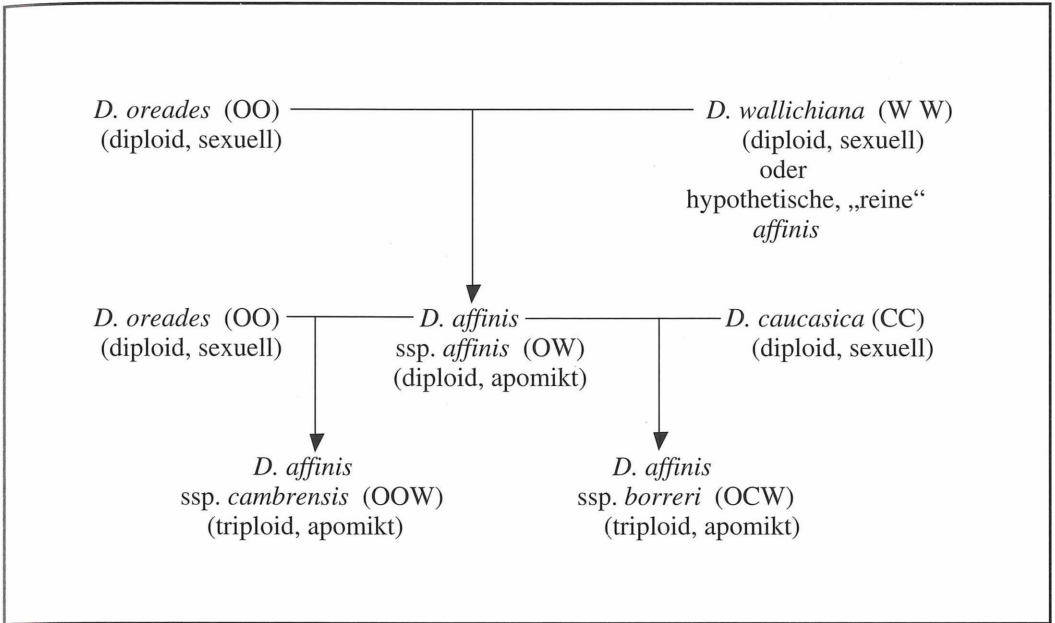 D. oreades (OO)
(diploid, sexuell)
D. wallichiana (W W)
(diploid, sexuell)
oder
hypothetische, „reine“
affinis
D. oreades (OO)
(diploid, sexuell)
D. affinis
ssp. affinis (OW)
(diploid, apomikt)
D. caucasica (CC)
(diploid, sexuell)
D. affinis
ssp. cambrensis (OOW)
(triploid, apomikt)
D. affinis
ssp. borreri (OCW)
(triploid, apomikt)